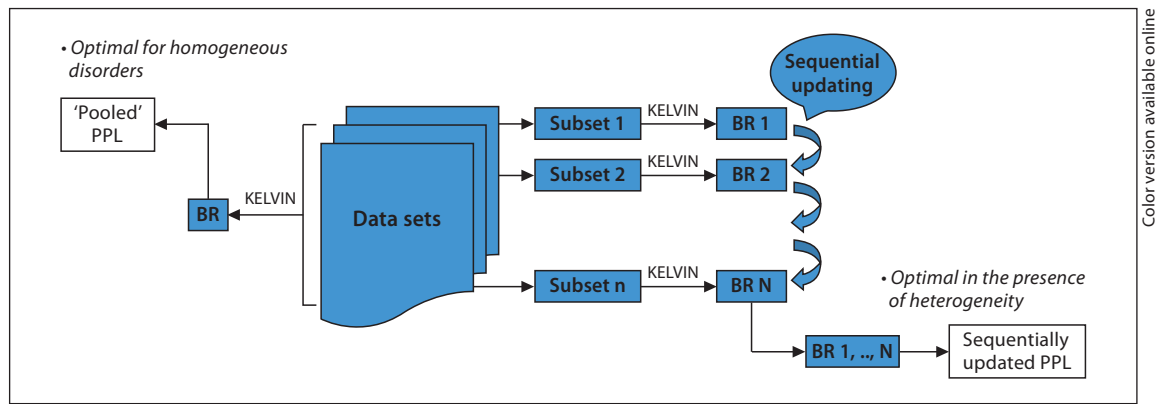 • Optimal for homogeneous
disorders
'Pooled'
PPL
BR
KELVIN
Data sets
Subset 1
KELVIN
BR 1
Sequential
updating
Subset 2
KELVIN
BR 2
Subset n
KELVIN
BR N
• Optimal in the presence
of heterogeneity
BR 1, .., N
Sequentially
updated PPL
Color version available online